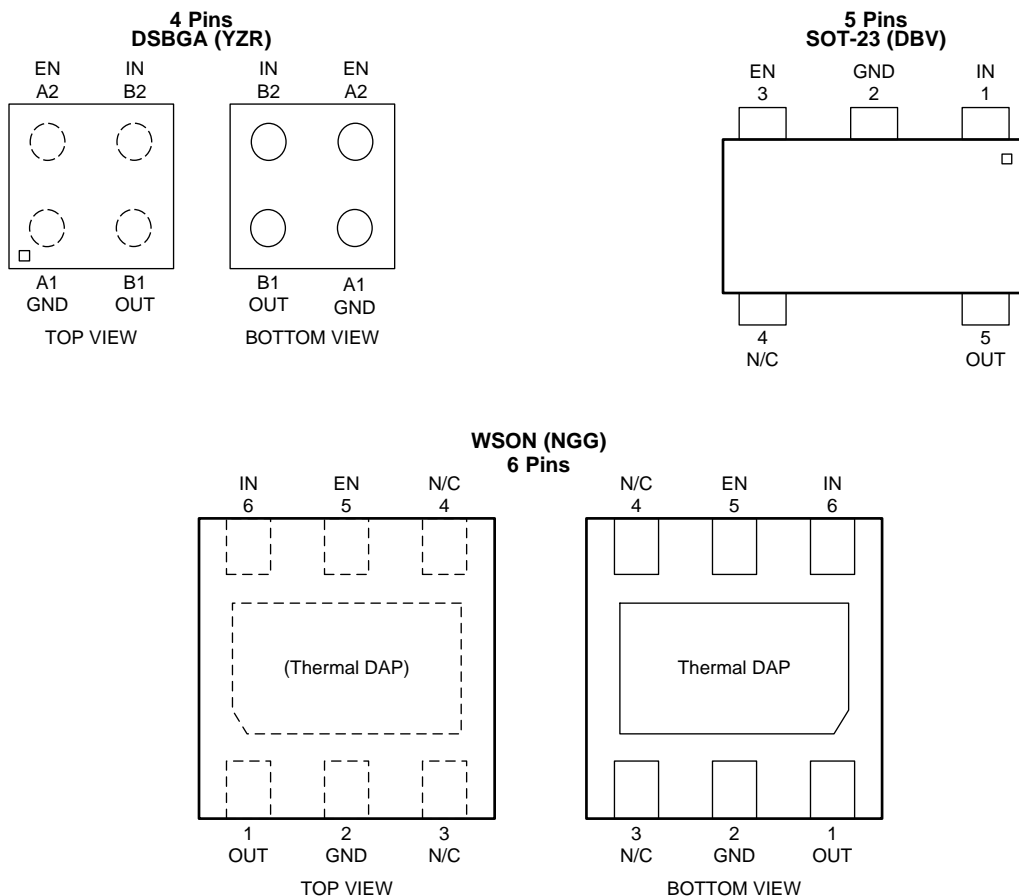 4 Pins
DSBGA (YZR)
EN IN
A2 B2
A1 B1
GND OUT
TOP VIEW
IN EN
B2 A2
B1 A1
OUT GND
BOTTOM VIEW
5 Pins
SOT-23 (DBV)
EN GND IN
3 2 1
4 5
N/C OUT
WSON (NGG)
6 Pins
IN EN N/C
6 5 4
(Thermal DAP)
1 2 3
OUT GND N/C
TOP VIEW
N/C EN IN
4 5 6
Thermal DAP
3 2 1
N/C GND OUT
BOTTOM VIEW